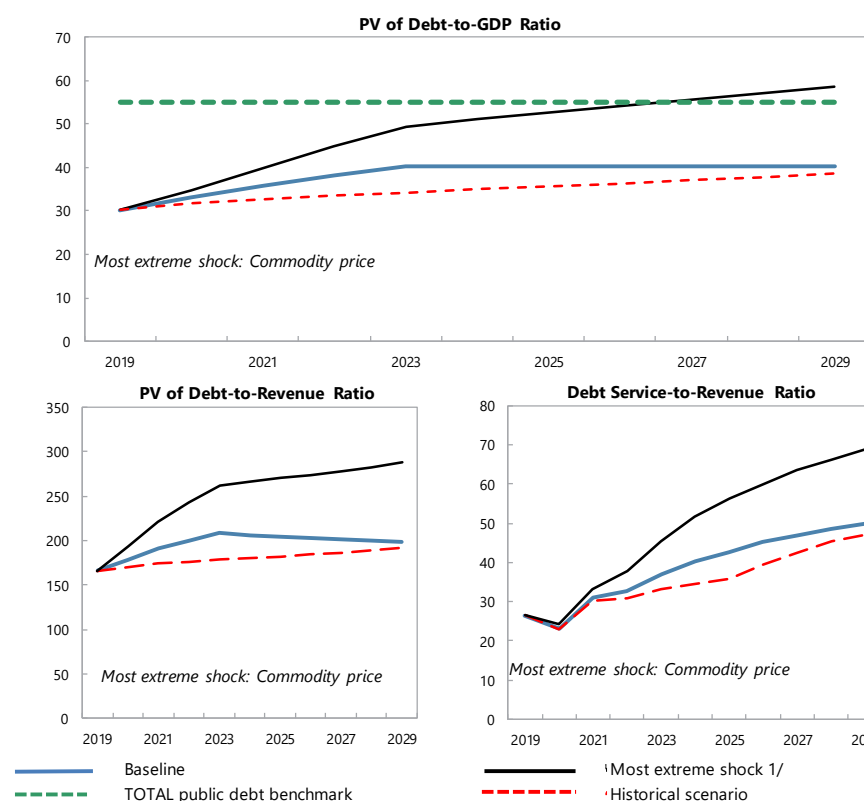 PV of Debt-to-GDP Ratio
70
60
50
40
30
20
10
0
Most extreme shock: Commodity price
2019 2021 2023 2025 2027 2029
PV of Debt-to-Revenue Ratio
350
300
250
200
150
100
50
0
Most extreme shock: Commodity price
2019 2021 2023 2025 2027 2029
Debt Service-to-Revenue Ratio
80
70
60
50
40
30
20
10
0
Most extreme shock: Commodity price
2019 2021 2023 2025 2027
Baseline
Most extreme shock 1/
TOTAL public debt benchmark
Historical scenario